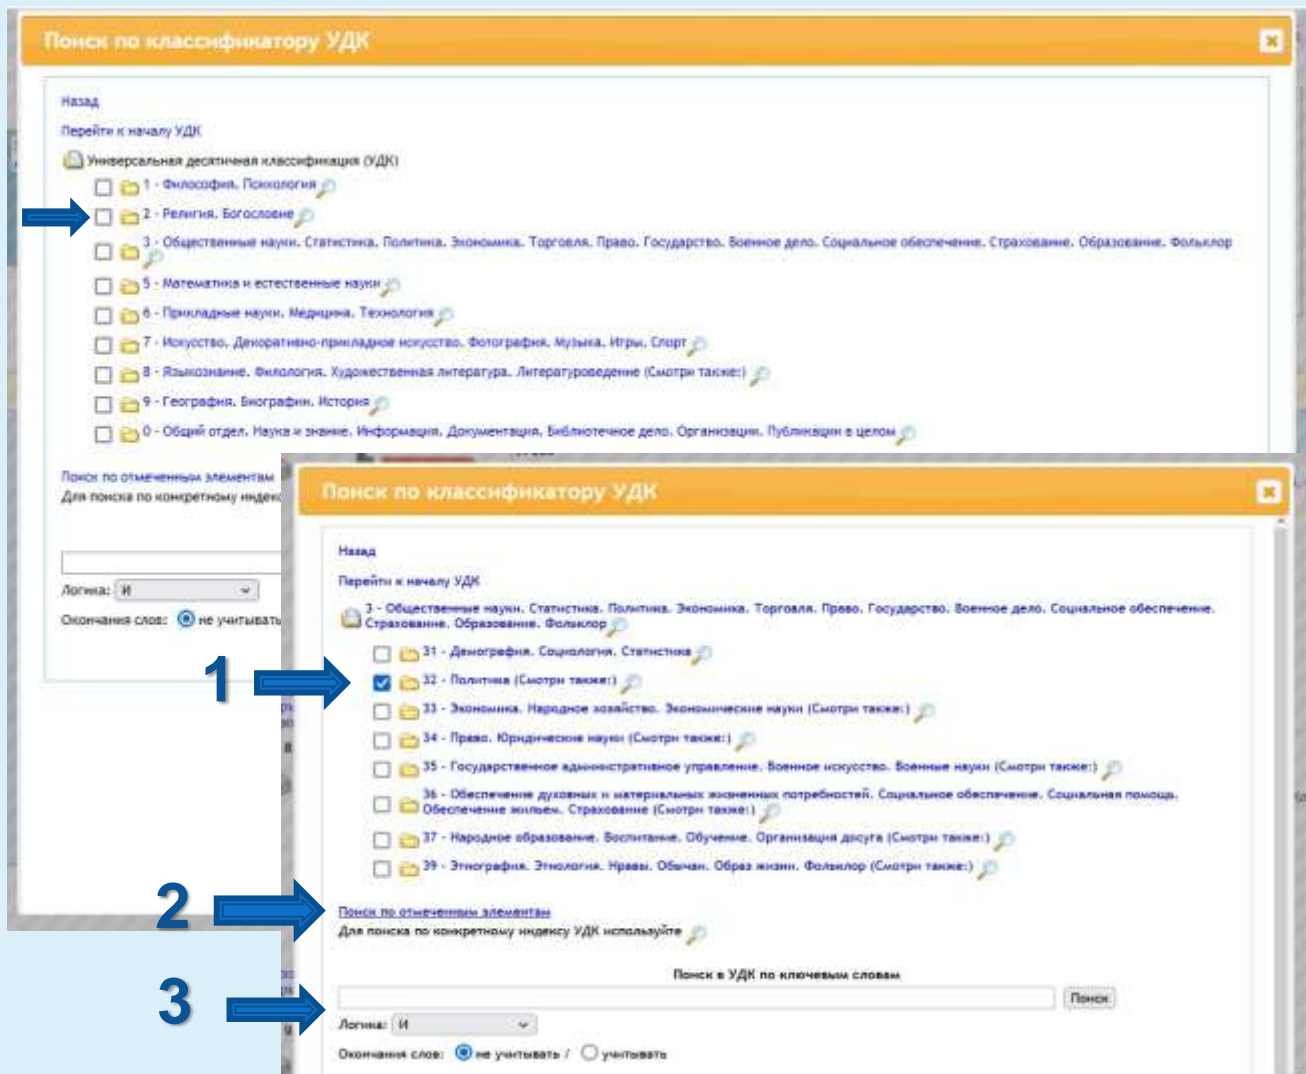 Поиск по классификатору УДК
Назад
Перейти к началу УДК
Универсальная десятичная классификация (УДК)
1 - Философия. Психология
2 - Религия. Богословие
3 - Общественные науки. Статистика. Политика. Экономика. Торговля. Право. Государство. Военное дело. Социальное обеспечение. Страхование. Образование. Фольклор
5 - Математика и естественные науки
6 - Прикладные науки. Медицина. Технология
7 - Искусство. Декоративно-прикладное искусство. Фотография. Музыка. Игры. Спорт
8 - Языкознание. Филология. Художественная литература. Литературоведение (Смотри также:)
9 - География. Биографии. История
0 - Общий отдел. Наука и знание. Информация. Документация. Библиотечное дело. Организации. Публикации в целом
Поиск по отмеченным элементам
Для поиска по конкретному индекс
Логика: И
Окончания слов: не учитывать
Поиск по классификатору УДК
Назад
Перейти к началу УДК
3 - Общественные науки. Статистика. Политика. Экономика. Торговля. Право. Государство. Военное дело. Социальное обеспечение.
Страхование. Образование. Фольклор
31 - Демография. Социология. Статистика
1
32 - Политика (Смотри также:)
33 - Экономика. Народное хозяйство. Экономические науки (Смотри также:)
34 - Право. Юридические науки (Смотри также:)
35 - Государственное административное управление. Военное искусство. Военные науки (Смотри также:)
36 - Обеспечение духовных и материальных жизненных потребностей. Социальное обеспечение. Социальная помощь.
Обеспечение жильем. Страхование (Смотри также:)
37 - Народное образование. Воспитание. Обучение. Организация досуга (Смотри также:)
39 - Этнография. Этнология. Нравы. Обычаи. Образ жизни. Фольклор (Смотри также:)
2
Поиск по отмеченным элементам
Для поиска по конкретному индексу УДК используйте
Поиск в УДК по ключевым словам
3
Поиск
Логика: И
Окончания слов: не учитывать / учитывать